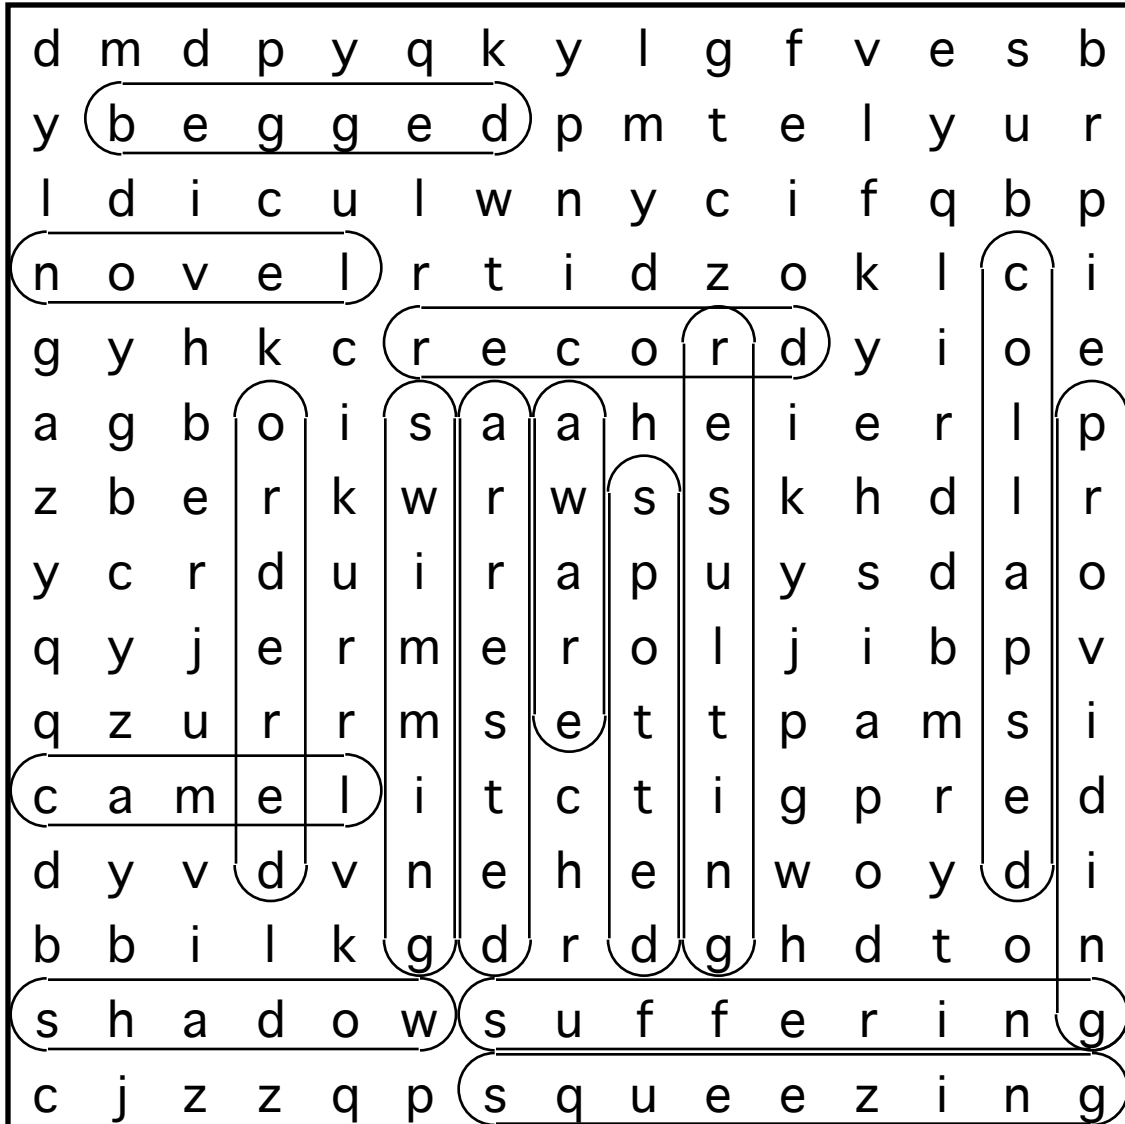 d m d p y q k y l g f v e s b
y b e g g e d p m t e l y u r
l d i c u l w n y c i f q b p
n o v e l r t i d z o k l c i
g y h k c r e c o r d y i o e
a g b o i s a a h e i e r l p
z b e r k w r w s s k h d l r
y c r d u i r a p u y s d a o
q y j e r m e r o l j i b p v
q z u r r m s e t t p a m s i
c a m e l i t c t i g p r e d
d y v d v n e h e n w o y d i
b b i l k g d r d g h d t o n
s h a d o w s u f f e r i n g
c j z z q p s q u e e z i n g